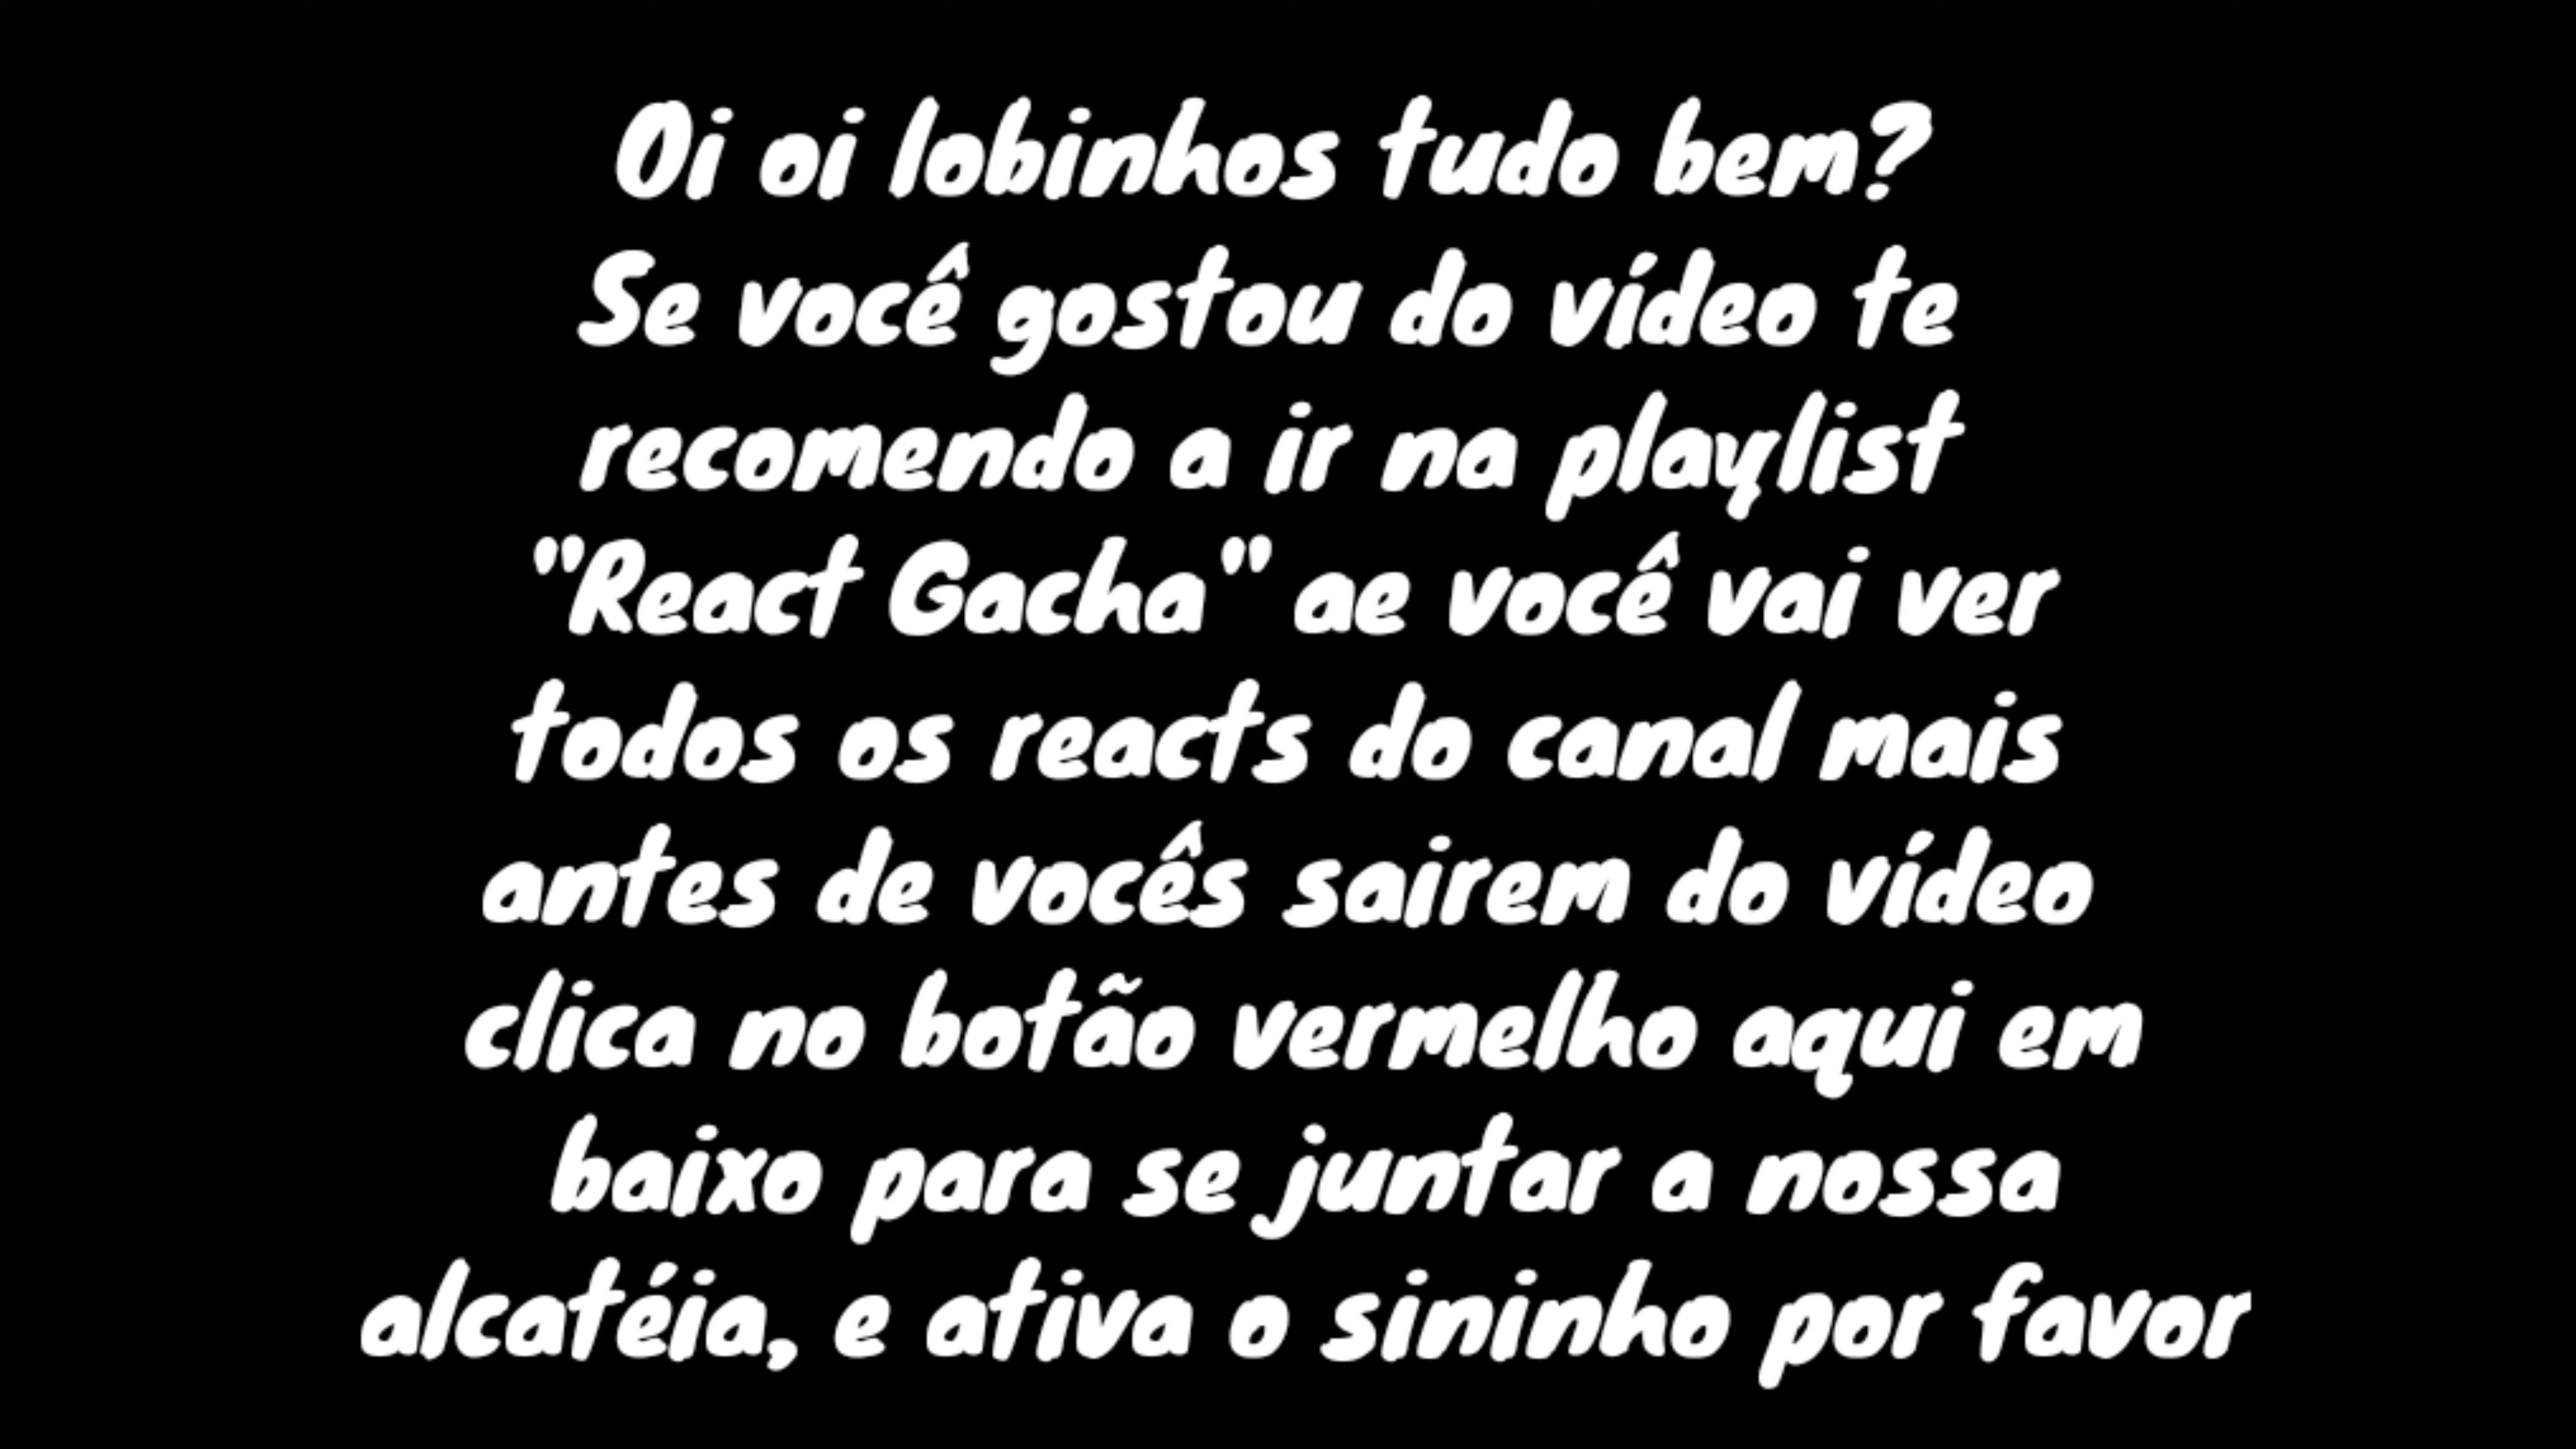 Oi oi lobinhos tudo bem?
Se você gostou do vídeo te
recomendo a ir na playlist
"React Gacha" ae você vai ver
todos os reacts do canal mais
antes de vocês sairem do vídeo
clica no botão vermelho aqui em
baixo para se juntar a nossa
alcatéia, e ativa o sininho por favor